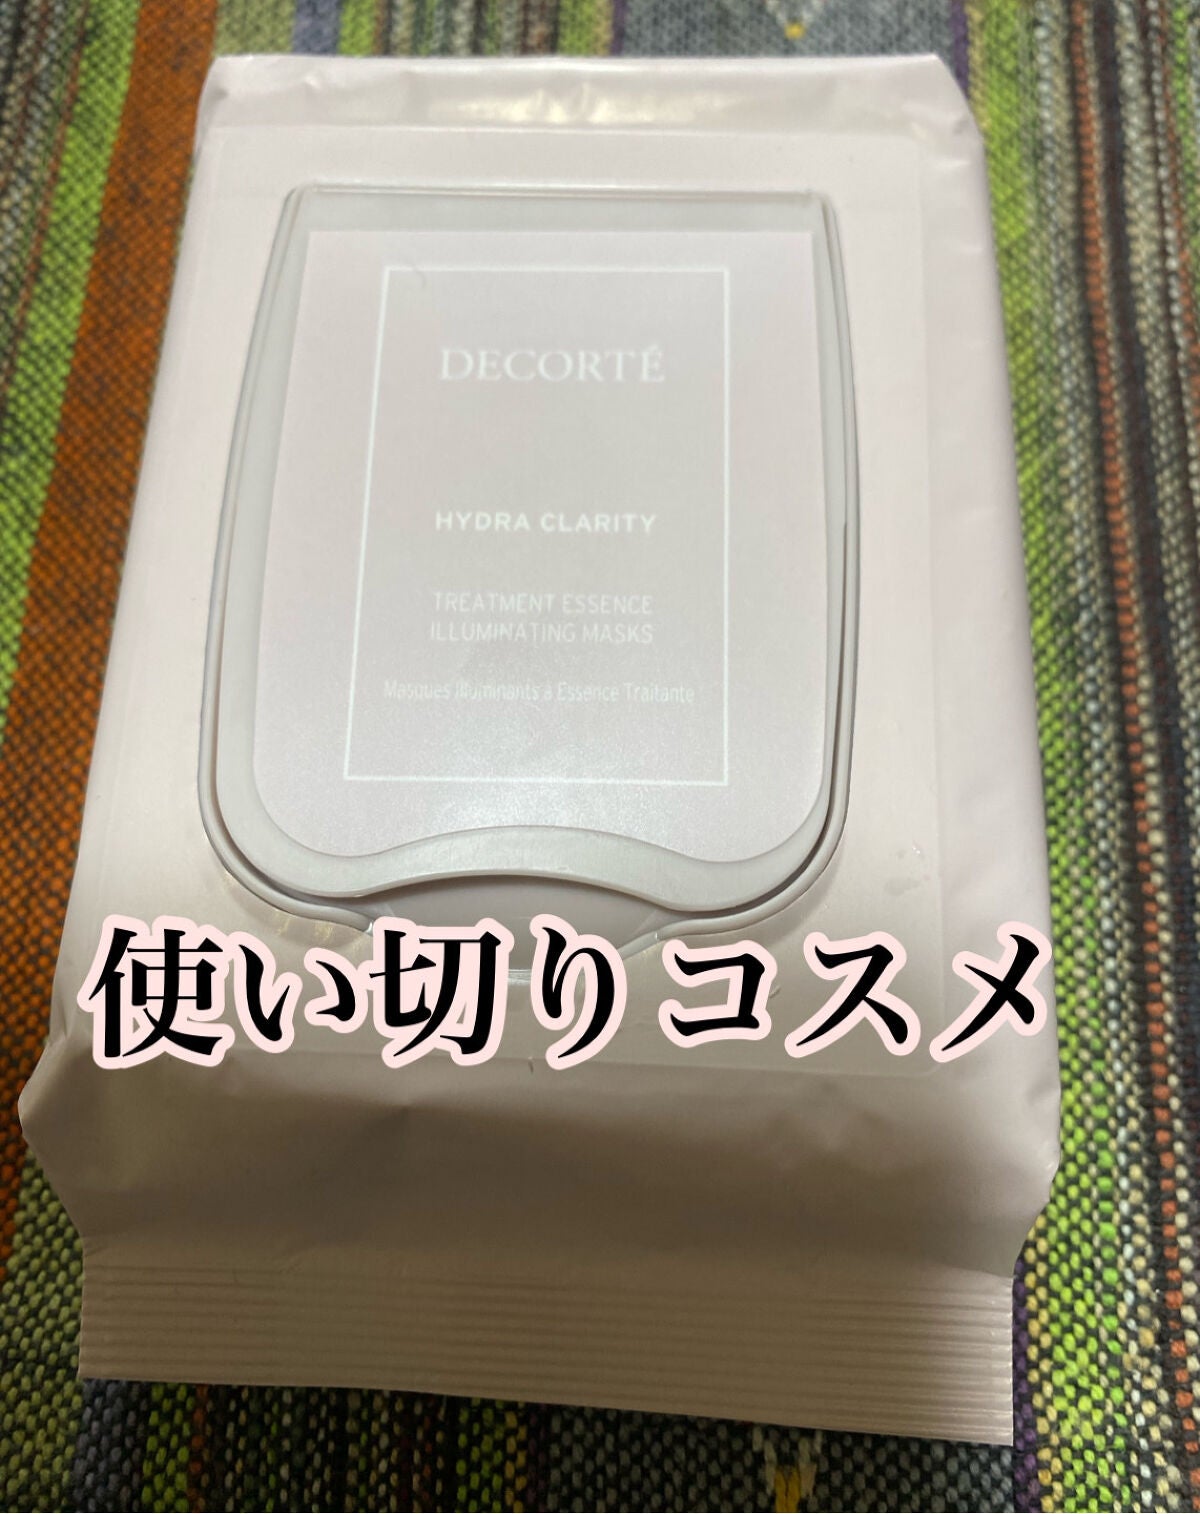 DECORTÉ
HYDRA CLARITY
TREATMENT ESSENCE
ILLUMINATING MASKS
Masques Illuminants à Essence Traitante
使い切りコスメ